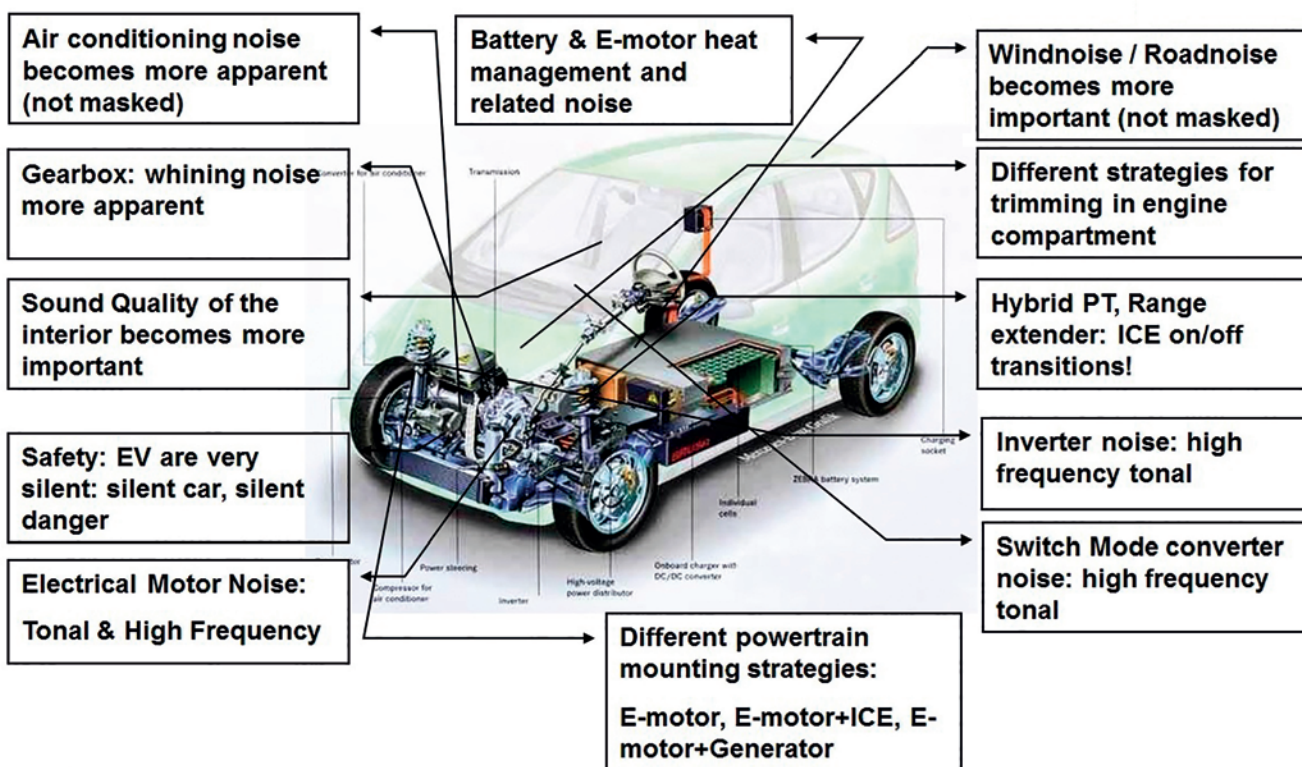 Air conditioning noise
becomes more apparent
(not masked)
Battery & E-motor heat
management and
related noise
Windnoise / Roadnoise
becomes more
important (not masked)
Gearbox: whining noise
more apparent
Converter for air conditioner
Transmission
Different strategies for
trimming in engine
compartment
Sound Quality of the
interior becomes more
important
Hybrid PT, Range
extender: ICE on/off
transitions!
Safety: EV are very
silent: silent car, silent
danger
Inverter noise: high
frequency tonal
Charging
socket
ZEBRA battery system
Individual
cells
Switch Mode converter
noise: high frequency
tonal
Electrical Motor Noise:
Tonal & High Frequency
Power steering
Compressor for
air conditioner
Inverter
High-voltage
power distributor
Onboard charger with
DC/DC converter
Different powertrain
mounting strategies:
E-motor, E-motor+ICE, E-
motor+Generator